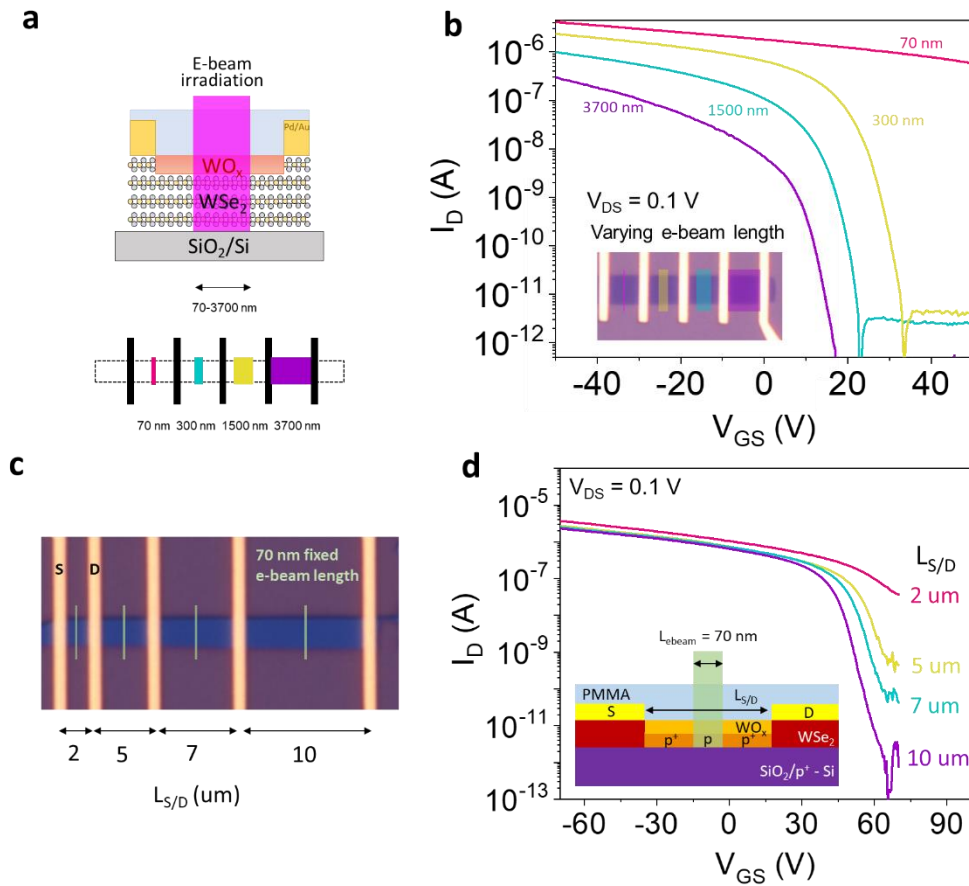 a
E-beam
irradiation
Pd/Au
WOx
WSe2
SiO2/Si
70-3700 nm
70 nm 300 nm 1500 nm 3700 nm
b
10-6
10-7
10-8
10-9
10-10
10-11
10-12
ID (A)
70 nm
300 nm
1500 nm
3700 nm
VDS = 0.1 V
Varying e-beam length
-40 -20 0 20 40
VGS (V)
c
S D
70 nm fixed
e-beam length
2 5 7 10
LS/D (um)
d
10-5
10-7
10-9
10-11
10-13
ID (A)
VDS = 0.1 V
LS/D
2 um
5 um
7 um
10 um
Lebeam = 70 nm
PMMA
LS/D
S D
WOx
p+ p p+
WSe2
SiO2/p+ - Si
-60 -30 0 30 60 90
VGS (V)